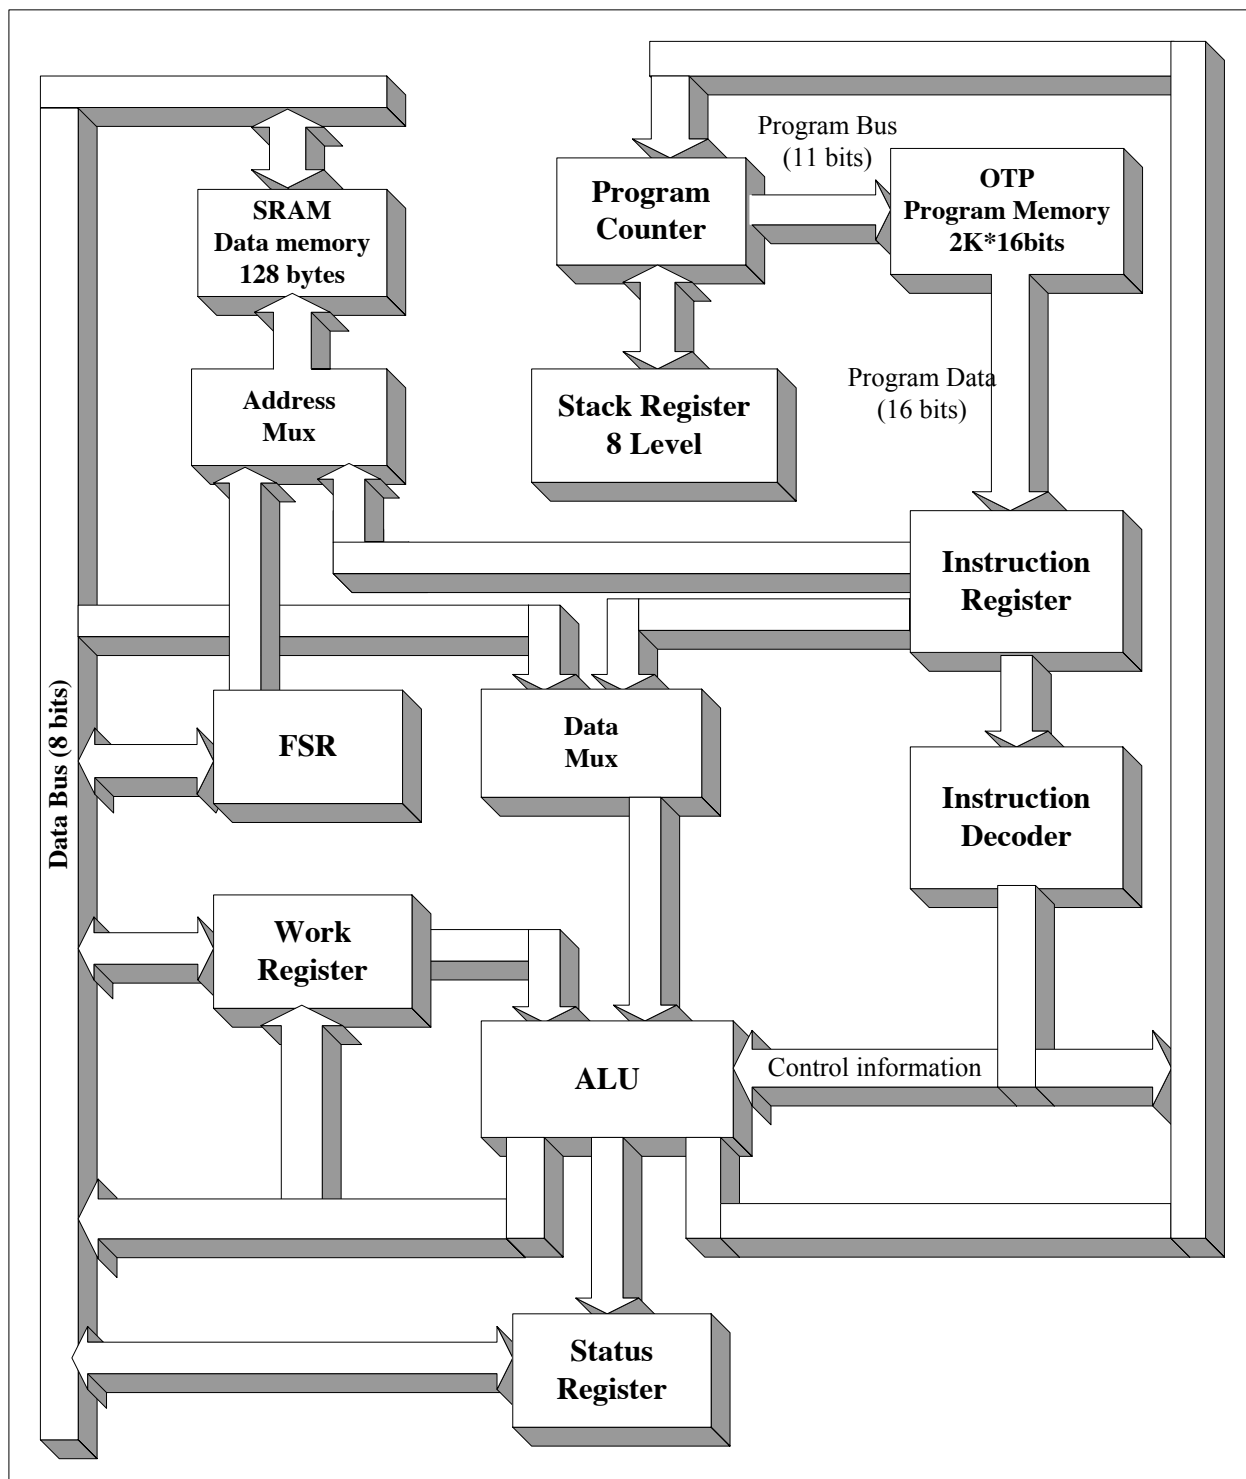 Program Bus
(11 bits)
SRAM
Data memory
128 bytes
Program
Counter
OTP
Program Memory
2K*16bits
Address
Mux
Stack Register
8 Level
Program Data
(16 bits)
Instruction
Register
Data Bus (8 bits)
FSR
Data
Mux
Instruction
Decoder
Work
Register
ALU
Control information
Status
Register